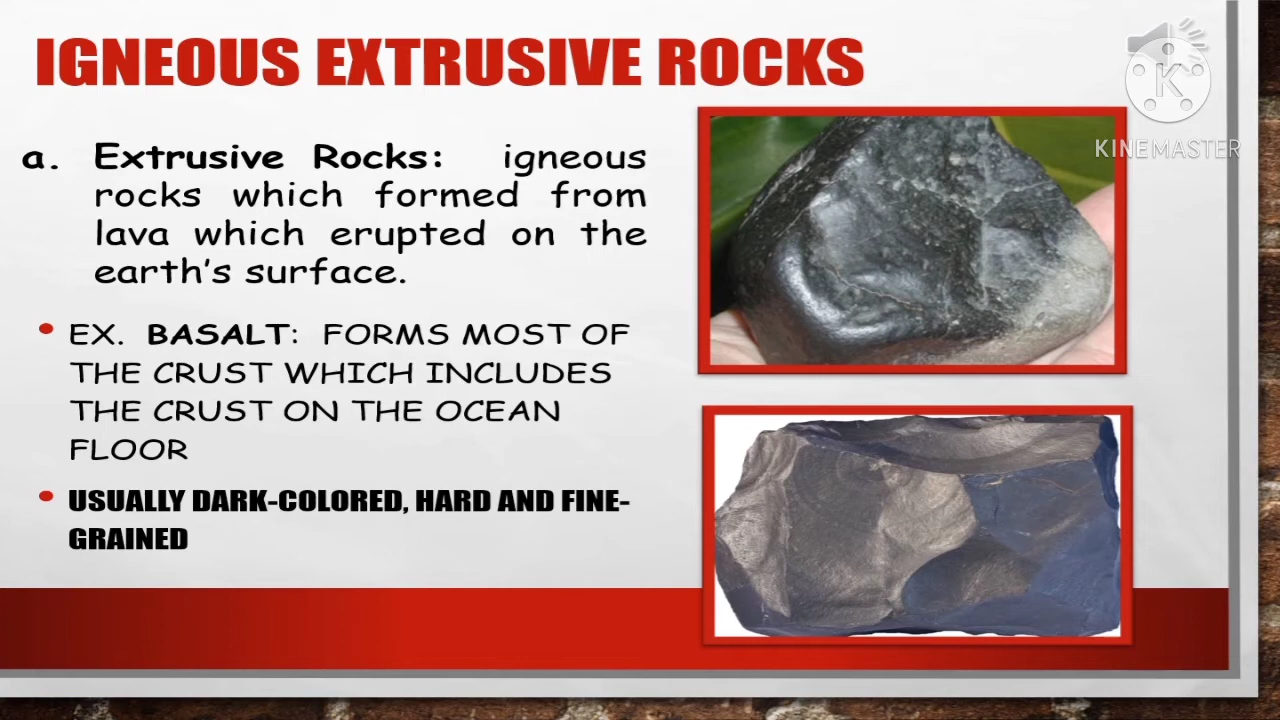 IGNEOUS EXTRUSIVE ROCKS
KINEMASTER
a. Extrusive Rocks: igneous
rocks which formed from
lava which erupted on the
earth's surface.
• EX. BASALT: FORMS MOST OF
THE CRUST WHICH INCLUDES
THE CRUST ON THE OCEAN
FLOOR
• USUALLY DARK-COLORED, HARD AND FINE-
GRAINED